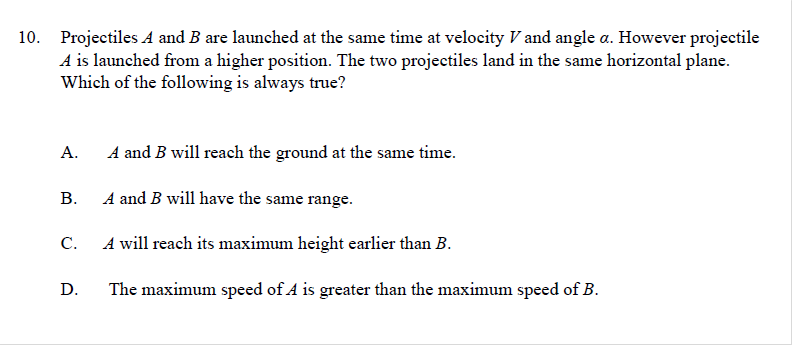 10. Projectiles A and B are launched at the same time at velocity V and angle α. However projectile
A is launched from a higher position. The two projectiles land in the same horizontal plane.
Which of the following is always true?
A. A and B will reach the ground at the same time.
B. A and B will have the same range.
C. A will reach its maximum height earlier than B.
D. The maximum speed of A is greater than the maximum speed of B.